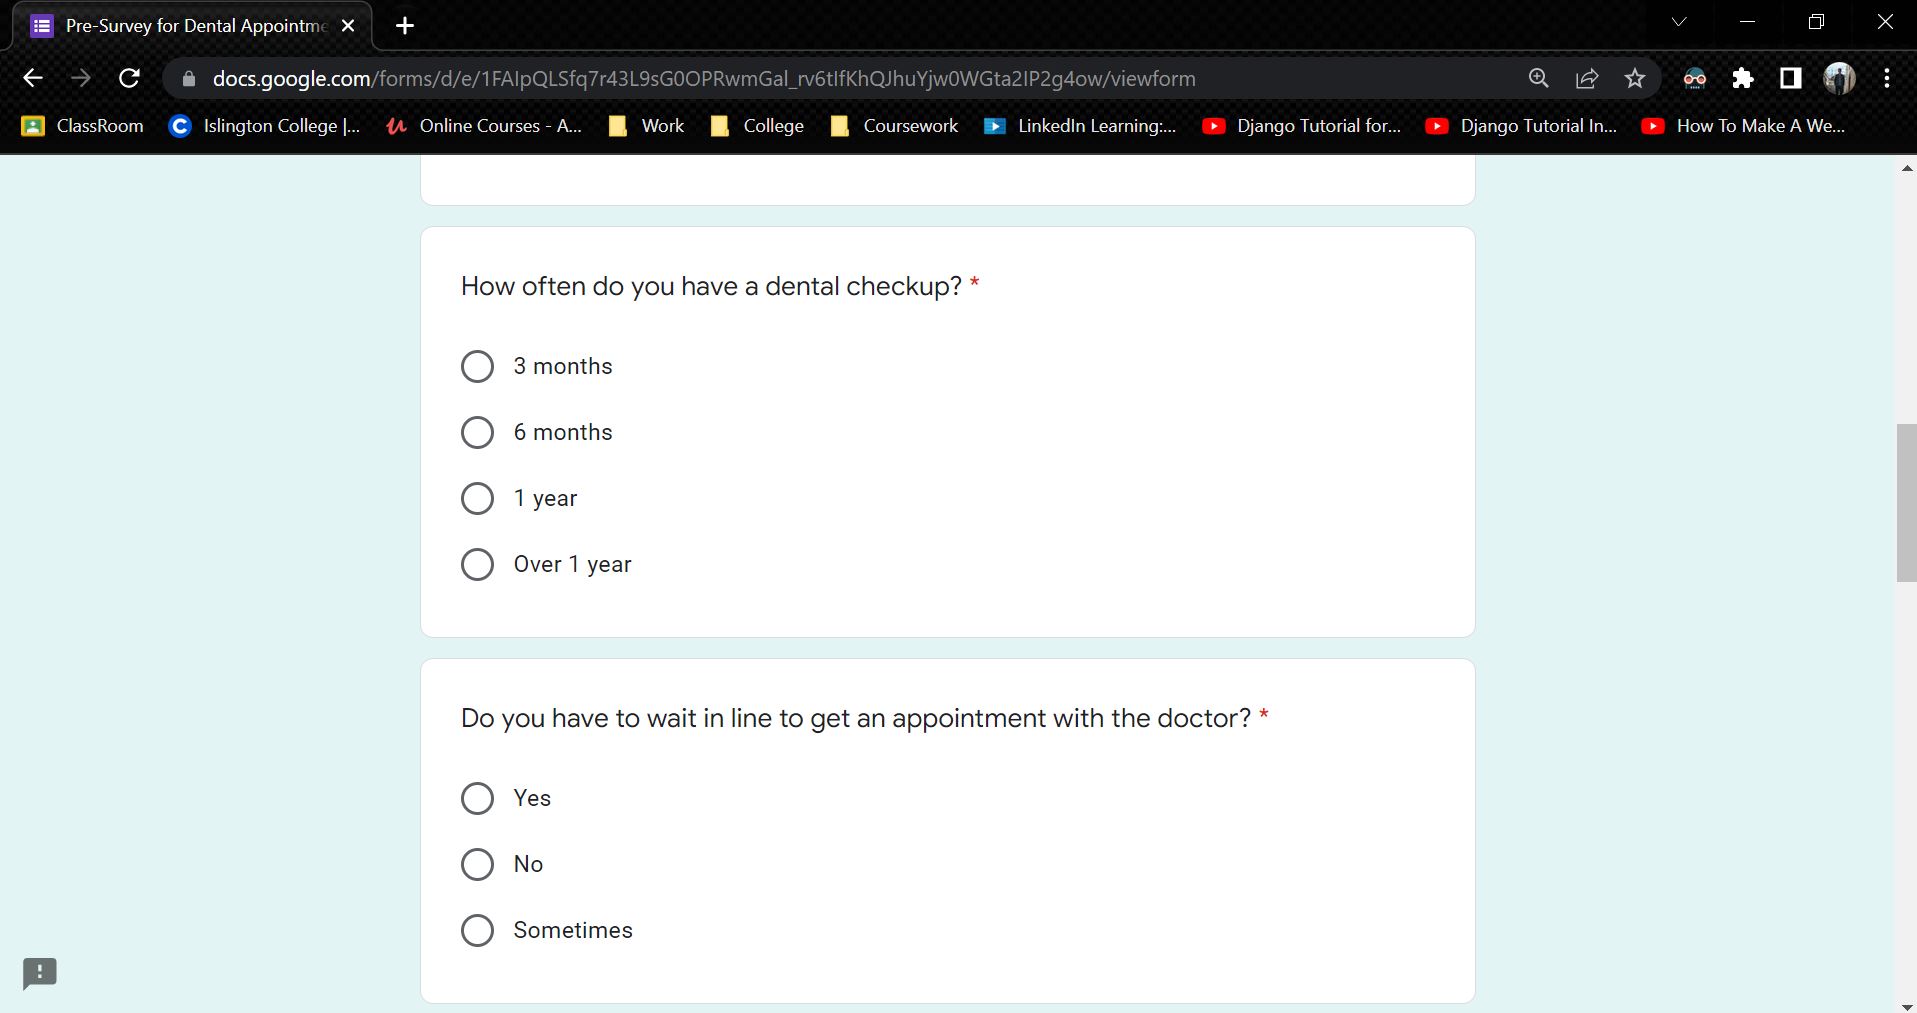 Pre-Survey for Dental Appointme
docs.google.com/forms/d/e/1FAIpQLSfq7r43L9sG0OPRwmGal_rv6tIfKhQJhuYjw0WGta2IP2g4ow/viewform
ClassRoom Islington College |... Online Courses - A... Work College Coursework LinkedIn Learning:... Django Tutorial for... Django Tutorial In... How To Make A We...
How often do you have a dental checkup? *
3 months
6 months
1 year
Over 1 year
Do you have to wait in line to get an appointment with the doctor? *
Yes
No
Sometimes